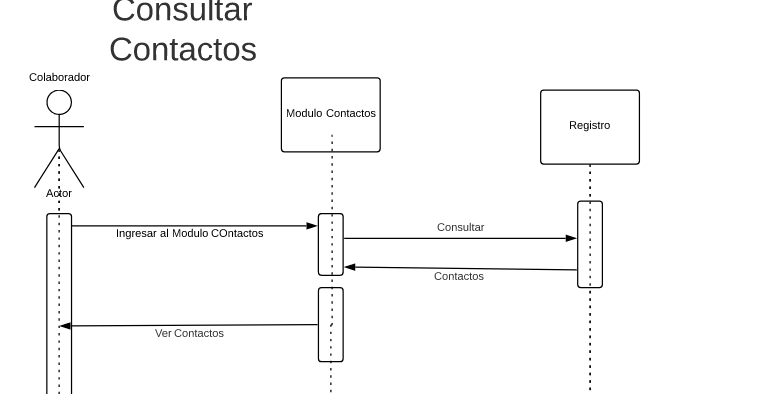 Consultar
Contactos
Colaborador
Modulo Contactos
Registro
Actor
Ingresar al Modulo COntactos
Consultar
Contactos
Ver Contactos